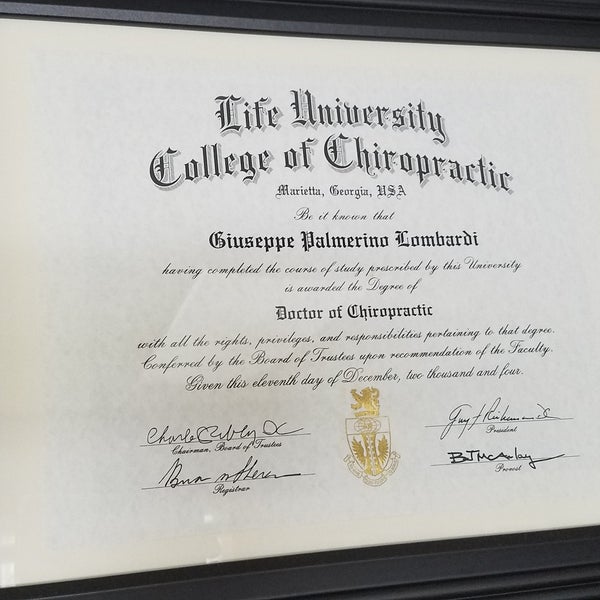 Life University
College of Chiropractic
Marietta, Georgia, USA
Be it known that
Giuseppe Palmerino Lombardi
having completed the course of study prescribed by this University
is awarded the Degree of
Doctor of Chiropractic
with all the rights, privileges, and responsibilities pertaining to that degree.
Conferred by the Board of Trustees upon recommendation of the Faculty.
Given this eleventh day of December, two thousand and four.
Chairman, Board of Trustees
President
Registrar
Provost